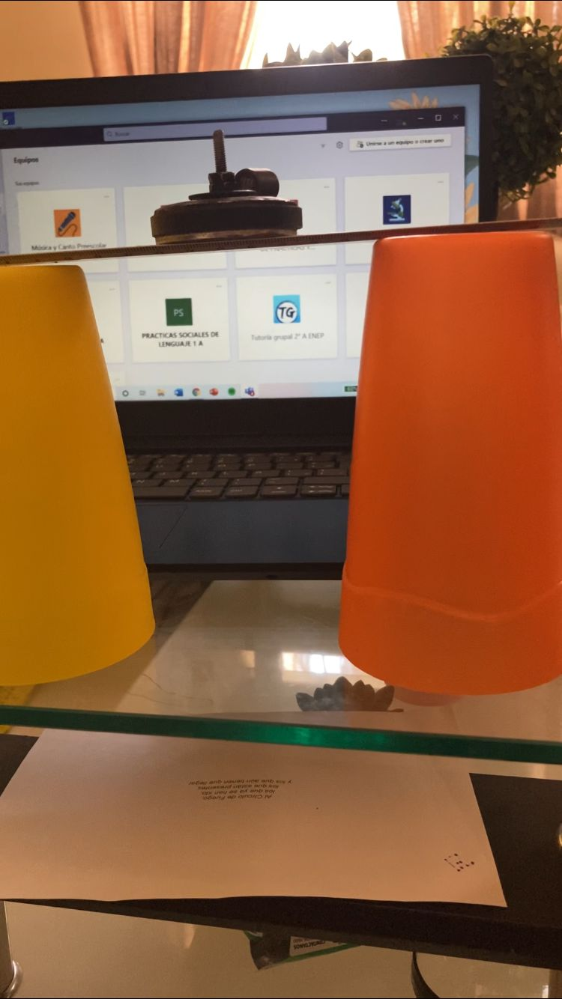 Buscar
Equipos
Unirse a un equipo o crear uno
Sus equipos
Música y Canto Preescolar
PS
PRACTICAS SOCIALES DE
LENGUAJE 1 A
TG
Tutoría grupal 2° A ENEP
Al Círculo de Fuego,
los que ya se han ido,
los que están presentes
y los que aún tienen que llegar
CONTÁCTANOS